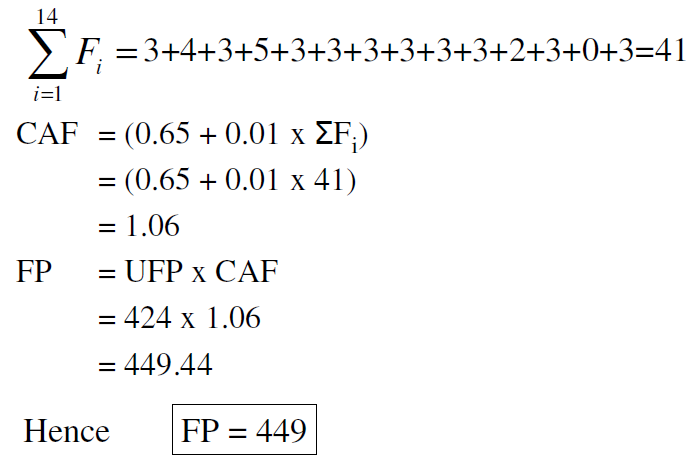 14
∑ Fᵢ = 3+4+3+5+3+3+3+3+3+3+2+3+0+3=41
i=1
CAF = (0.65 + 0.01 x ΣFᵢ)
= (0.65 + 0.01 x 41)
= 1.06
FP = UFP x CAF
= 424 x 1.06
= 449.44
Hence FP = 449